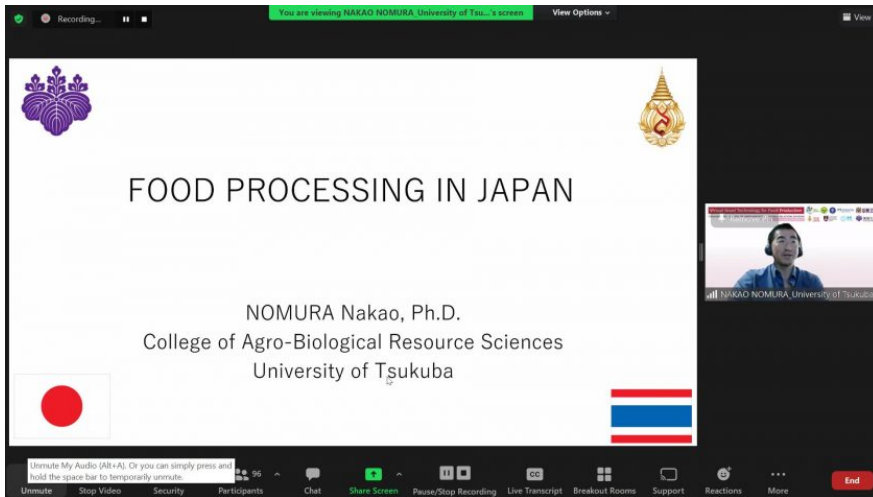 Recording...
You are viewing NAKAO NOMURA_University of Tsu...'s screen
View Options
View
FOOD PROCESSING IN JAPAN
NOMURA Nakao, Ph.D.
College of Agro-Biological Resource Sciences
University of Tsukuba
NAKAO NOMURA_University of Tsukuba
Unmute My Audio (Alt+A). Or you can simply press and
hold the space bar to temporarily unmute.
96
CC
Unmute Stop Video Security Participants Chat Share Screen Pause/Stop Recording Live Transcript Breakout Rooms Support Reactions More End